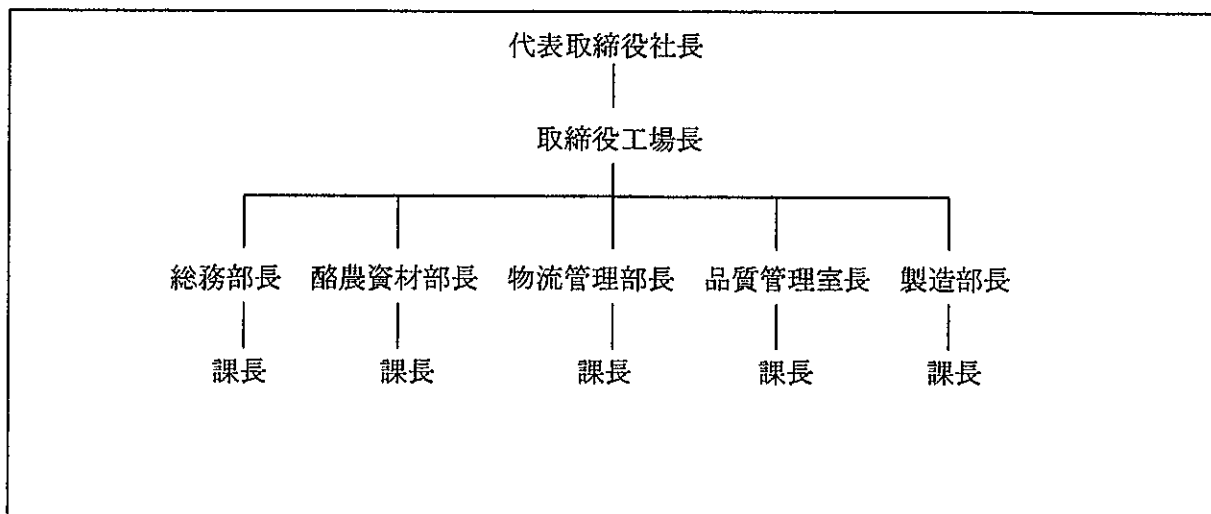 代表取締役社長
取締役工場長
総務部長 酪農資材部長 物流管理部長 品質管理室長 製造部長
課長 課長 課長 課長 課長